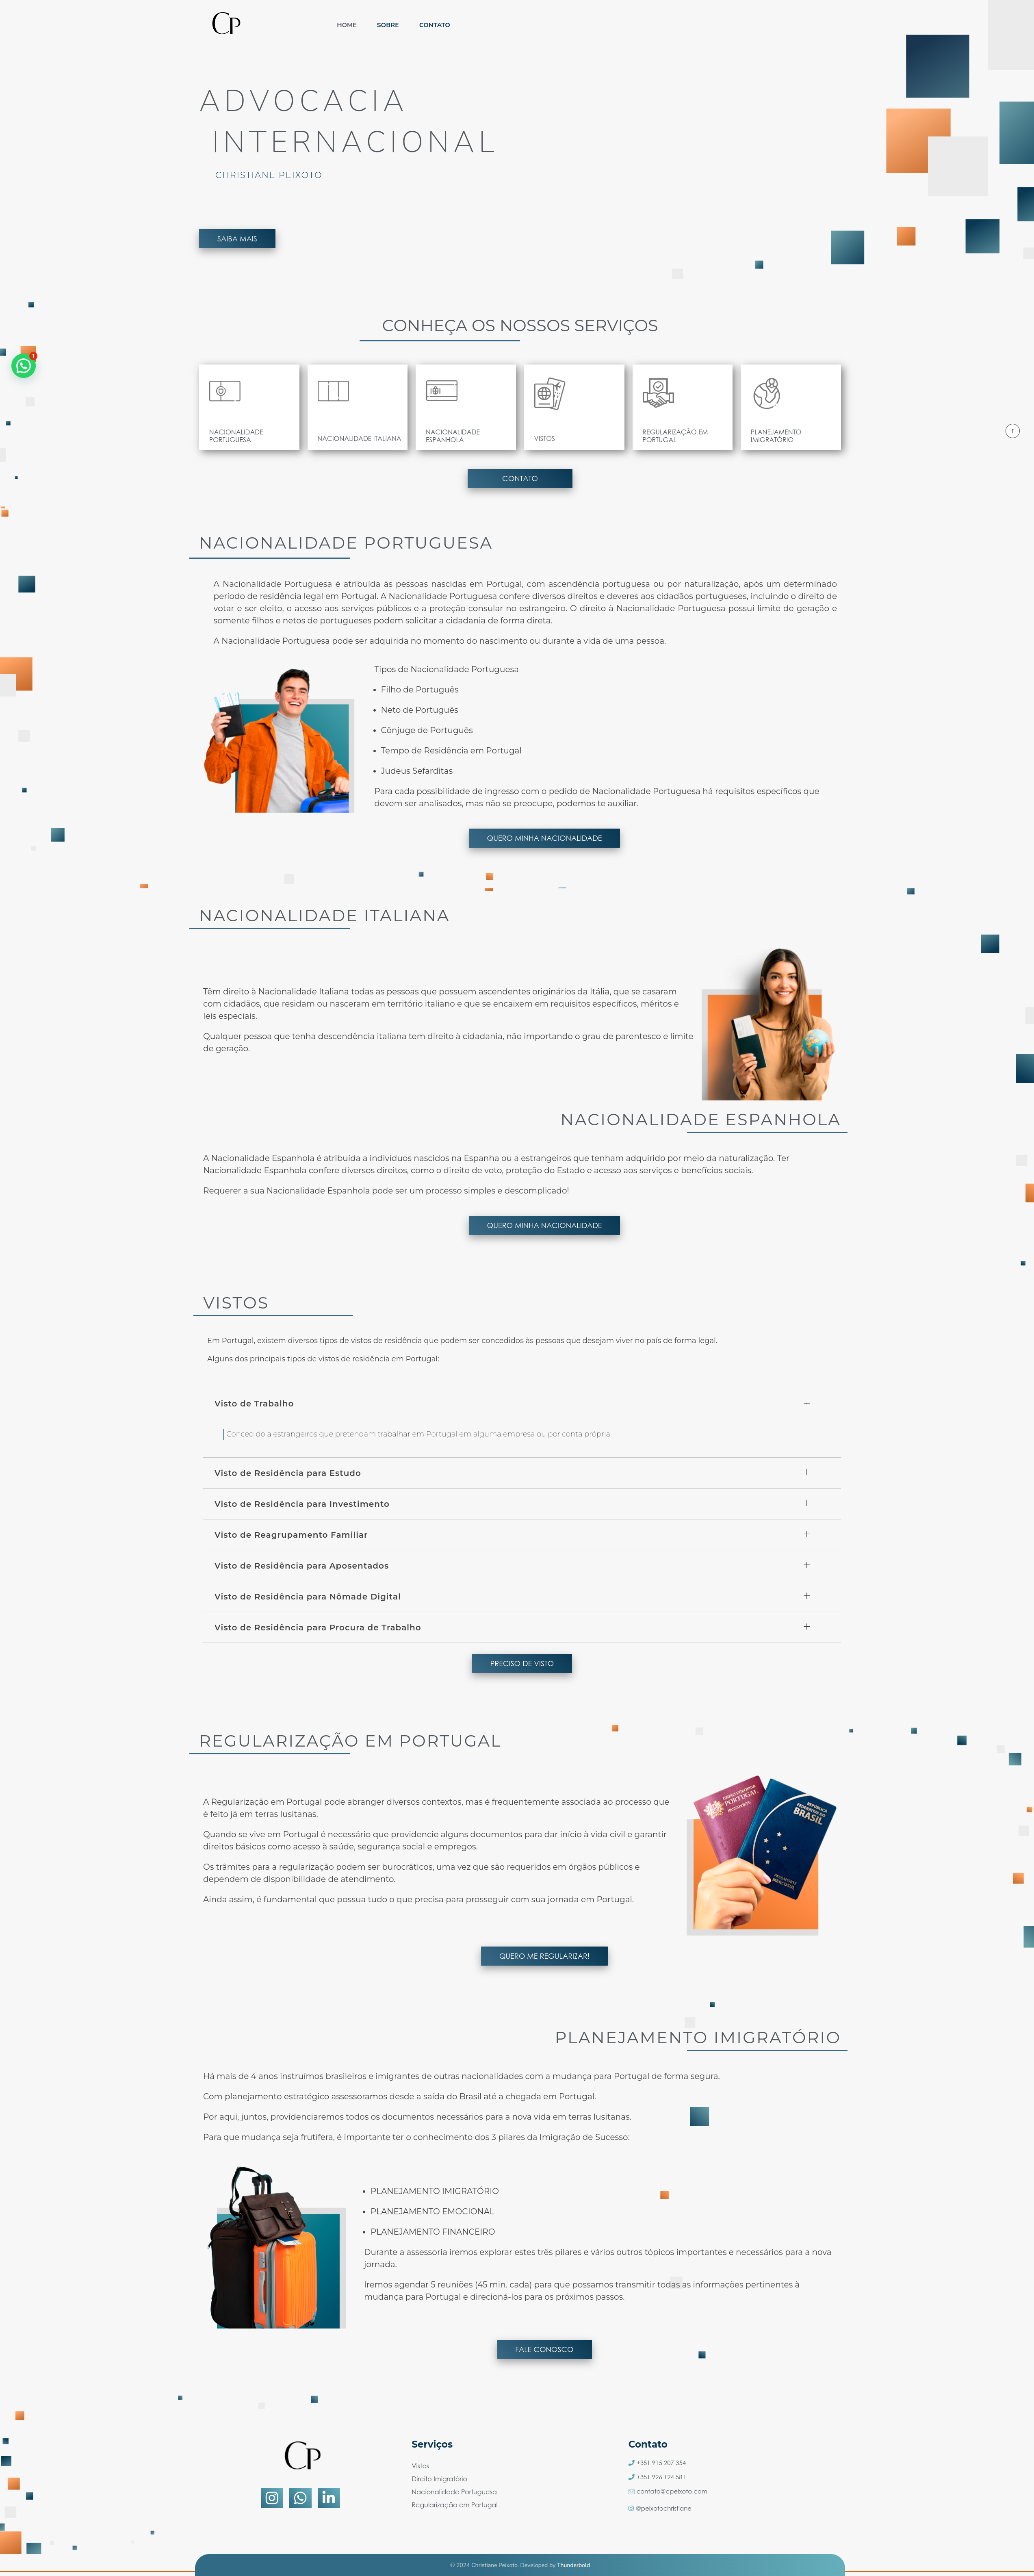 CP
HOME SOBRE CONTATO
ADVOCACIA
INTERNACIONAL
CHRISTIANE PEIXOTO
SAIBA MAIS
CONHEÇA OS NOSSOS SERVIÇOS
1
NACIONALIDADE
PORTUGUESA
NACIONALIDADE ITALIANA
NACIONALIDADE
ESPANHOLA
VISTOS
REGULARIZAÇÃO EM
PORTUGAL
PLANEJAMENTO
IMIGRATÓRIO
CONTATO
NACIONALIDADE PORTUGUESA
A Nacionalidade Portuguesa é atribuída às pessoas nascidas em Portugal, com ascendência portuguesa ou por naturalização, após um determinado
período de residência legal em Portugal. A Nacionalidade Portuguesa confere diversos direitos e deveres aos cidadãos portugueses, incluindo o direito de
votar e ser eleito, o acesso aos serviços públicos e a proteção consular no estrangeiro. O direito à Nacionalidade Portuguesa possui limite de geração e
somente filhos e netos de portugueses podem solicitar a cidadania de forma direta.
A Nacionalidade Portuguesa pode ser adquirida no momento do nascimento ou durante a vida de uma pessoa.
Tipos de Nacionalidade Portuguesa
• Filho de Português
• Neto de Português
• Cônjuge de Português
• Tempo de Residência em Portugal
• Judeus Sefarditas
Para cada possibilidade de ingresso com o pedido de Nacionalidade Portuguesa há requisitos específicos que
devem ser analisados, mas não se preocupe, podemos te auxiliar.
QUERO MINHA NACIONALIDADE
NACIONALIDADE ITALIANA
Têm direito à Nacionalidade Italiana todas as pessoas que possuem ascendentes originários da Itália, que se casaram
com cidadãos, que residam ou nasceram em território italiano e que se encaixem em requisitos específicos, méritos e
leis especiais.
Qualquer pessoa que tenha descendência italiana tem direito à cidadania, não importando o grau de parentesco e limite
de geração.
NACIONALIDADE ESPANHOLA
A Nacionalidade Espanhola é atribuída a indivíduos nascidos na Espanha ou a estrangeiros que tenham adquirido por meio da naturalização. Ter
Nacionalidade Espanhola confere diversos direitos, como o direito de voto, proteção do Estado e acesso aos serviços e benefícios sociais.
Requerer a sua Nacionalidade Espanhola pode ser um processo simples e descomplicado!
QUERO MINHA NACIONALIDADE
VISTOS
Em Portugal, existem diversos tipos de vistos de residência que podem ser concedidos às pessoas que desejam viver no país de forma legal.
Alguns dos principais tipos de vistos de residência em Portugal:
Visto de Trabalho
Concedido a estrangeiros que pretendam trabalhar em Portugal em alguma empresa ou por conta própria.
Visto de Residência para Estudo
Visto de Residência para Investimento
Visto de Reagrupamento Familiar
Visto de Residência para Aposentados
Visto de Residência para Nômade Digital
Visto de Residência para Procura de Trabalho
PRECISO DE VISTO
REGULARIZAÇÃO EM PORTUGAL
A Regularização em Portugal pode abranger diversos contextos, mas é frequentemente associada ao processo que
é feito já em terras lusitanas.
Quando se vive em Portugal é necessário que providencie alguns documentos para dar início à vida civil e garantir
direitos básicos como acesso à saúde, segurança social e empregos.
Os trâmites para a regularização podem ser burocráticos, uma vez que são requeridos em órgãos públicos e
dependem de disponibilidade de atendimento.
Ainda assim, é fundamental que possua tudo o que precisa para prosseguir com sua jornada em Portugal.
PORTUGAL
BRASIL
QUERO ME REGULARIZAR!
PLANEJAMENTO IMIGRATÓRIO
Há mais de 4 anos instruímos brasileiros e imigrantes de outras nacionalidades com a mudança para Portugal de forma segura.
Com planejamento estratégico assessoramos desde a saída do Brasil até a chegada em Portugal.
Por aqui, juntos, providenciaremos todos os documentos necessários para a nova vida em terras lusitanas.
Para que mudança seja frutífera, é importante ter o conhecimento dos 3 pilares da Imigração de Sucesso:
• PLANEJAMENTO IMIGRATÓRIO
• PLANEJAMENTO EMOCIONAL
• PLANEJAMENTO FINANCEIRO
Durante a assessoria iremos explorar estes três pilares e vários outros tópicos importantes e necessários para a nova
jornada.
Iremos agendar 5 reuniões (45 min. cada) para que possamos transmitir todas as informações pertinentes à
mudança para Portugal e direcioná-los para os próximos passos.
FALE CONOSCO
CP
Serviços
Vistos
Direito Imigratório
Nacionalidade Portuguesa
Regularização em Portugal
Contato
+351 915 207 354
+351 926 124 581
contato@cpeixoto.com
@peixotochristiane
© 2024 Christiane Peixoto. Developed by Thunderbold